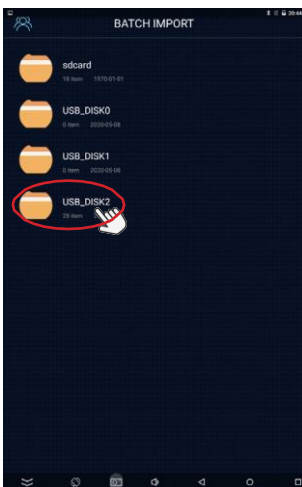 BATCH IMPORT
sdcard
16 item 1970-01-01
USB_DISK0
0 item 2020-05-08
USB_DISK1
0 item 2020-05-08
USB_DISK2
item